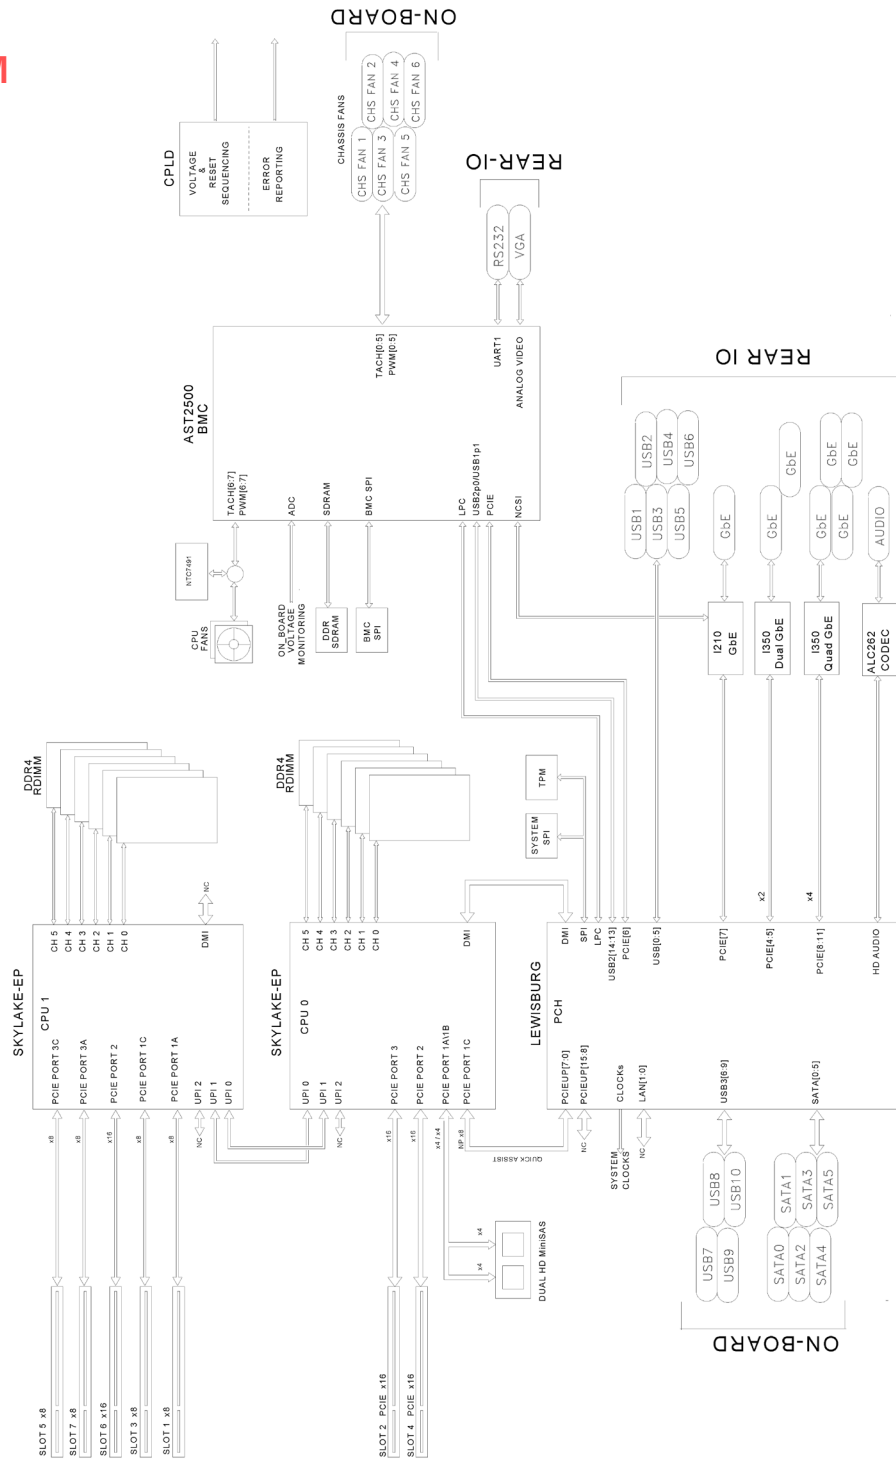 M
ON-BOARD
CHASSIS FANS
CHS FAN 1
CHS FAN 2
CHS FAN 3
CHS FAN 4
CHS FAN 5
CHS FAN 6
CPLD
VOLTAGE
&
RESET
SEQUENCING
ERROR
REPORTING
REAR-IO
RS232
VGA
AST2500
BMC
TACH[0:5]
PWM[0:5]
UART1
ANALOG VIDEO
TACH[6:7]
PWM[6:7]
ADC
SDRAM
BMC SPI
LPC
USB2p0/USB1p1
PCIE
NCSI
NTC7491
CPU
FANS
ON_BOARD
VOLTAGE
MONITORING
DDR
SDRAM
BMC
SPI
REAR IO
USB1
USB2
USB3
USB4
USB5
USB6
GbE
GbE
GbE
GbE
GbE
GbE
GbE
AUDIO
I210
GbE
I350
Dual GbE
I350
Quad GbE
ALC262
CODEC
DDR4
RDIMM
SKYLAKE-EP
CPU 1
CH 5
CH 4
CH 3
CH 2
CH 1
CH 0
DMI
NC
PCIE PORT 3C
PCIE PORT 3A
PCIE PORT 2
PCIE PORT 1C
PCIE PORT 1A
UPI 2
UPI 1
UPI 0
x8
x8
x16
x8
x8
NC
SLOT 5 x8
SLOT 7 x8
SLOT 6 x16
SLOT 3 x8
SLOT 1 x8
DDR4
RDIMM
SKYLAKE-EP
CPU 0
CH 5
CH 4
CH 3
CH 2
CH 1
CH 0
DMI
UPI 0
UPI 1
UPI 2
PCIE PORT 3
PCIE PORT 2
PCIE PORT 1A\1B
PCIE PORT 1C
NC
x16
x16
x4 / x4
NP x8
QUICK ASSIST
x4
x4
DUAL HD MiniSAS
SLOT 2 PCIE x16
SLOT 4 PCIE x16
TPM
SYSTEM
SPI
LEWISBURG
PCH
DMI
SPI
LPC
USB2[14:13]
PCIE[6]
USB[0:5]
PCIE[7]
x2
PCIE[4:5]
x4
PCIE[8:11]
HD AUDIO
PCIEUP[7:0]
PCIEUP[15:8]
CLOCKs
LAN[1:0]
USB3[6:9]
SATA[0:5]
NC
SYSTEM
CLOCKS
NC
USB7
USB8
USB9
USB10
SATA0
SATA1
SATA2
SATA3
SATA4
SATA5
ON-BOARD